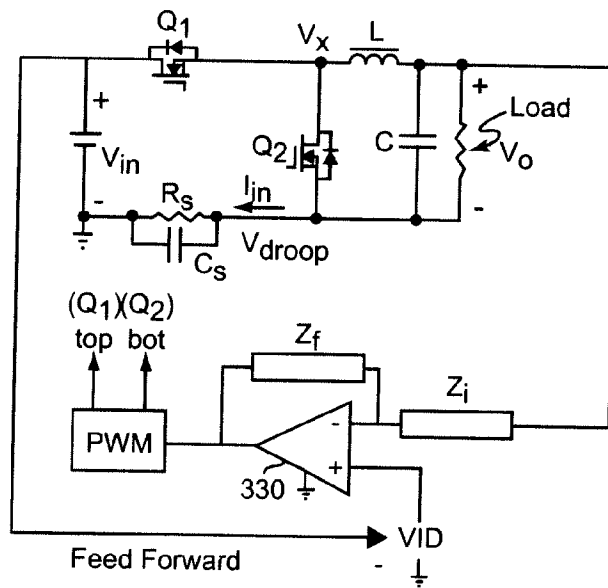 Q1
Vx
L
+
Vin
-
Q2
C
+
Load
Vo
-
Rs
Iin
Cs
Vdroop
(Q1)(Q2)
top bot
Zf
Zi
PWM
-
+
330
VID
-
Feed Forward